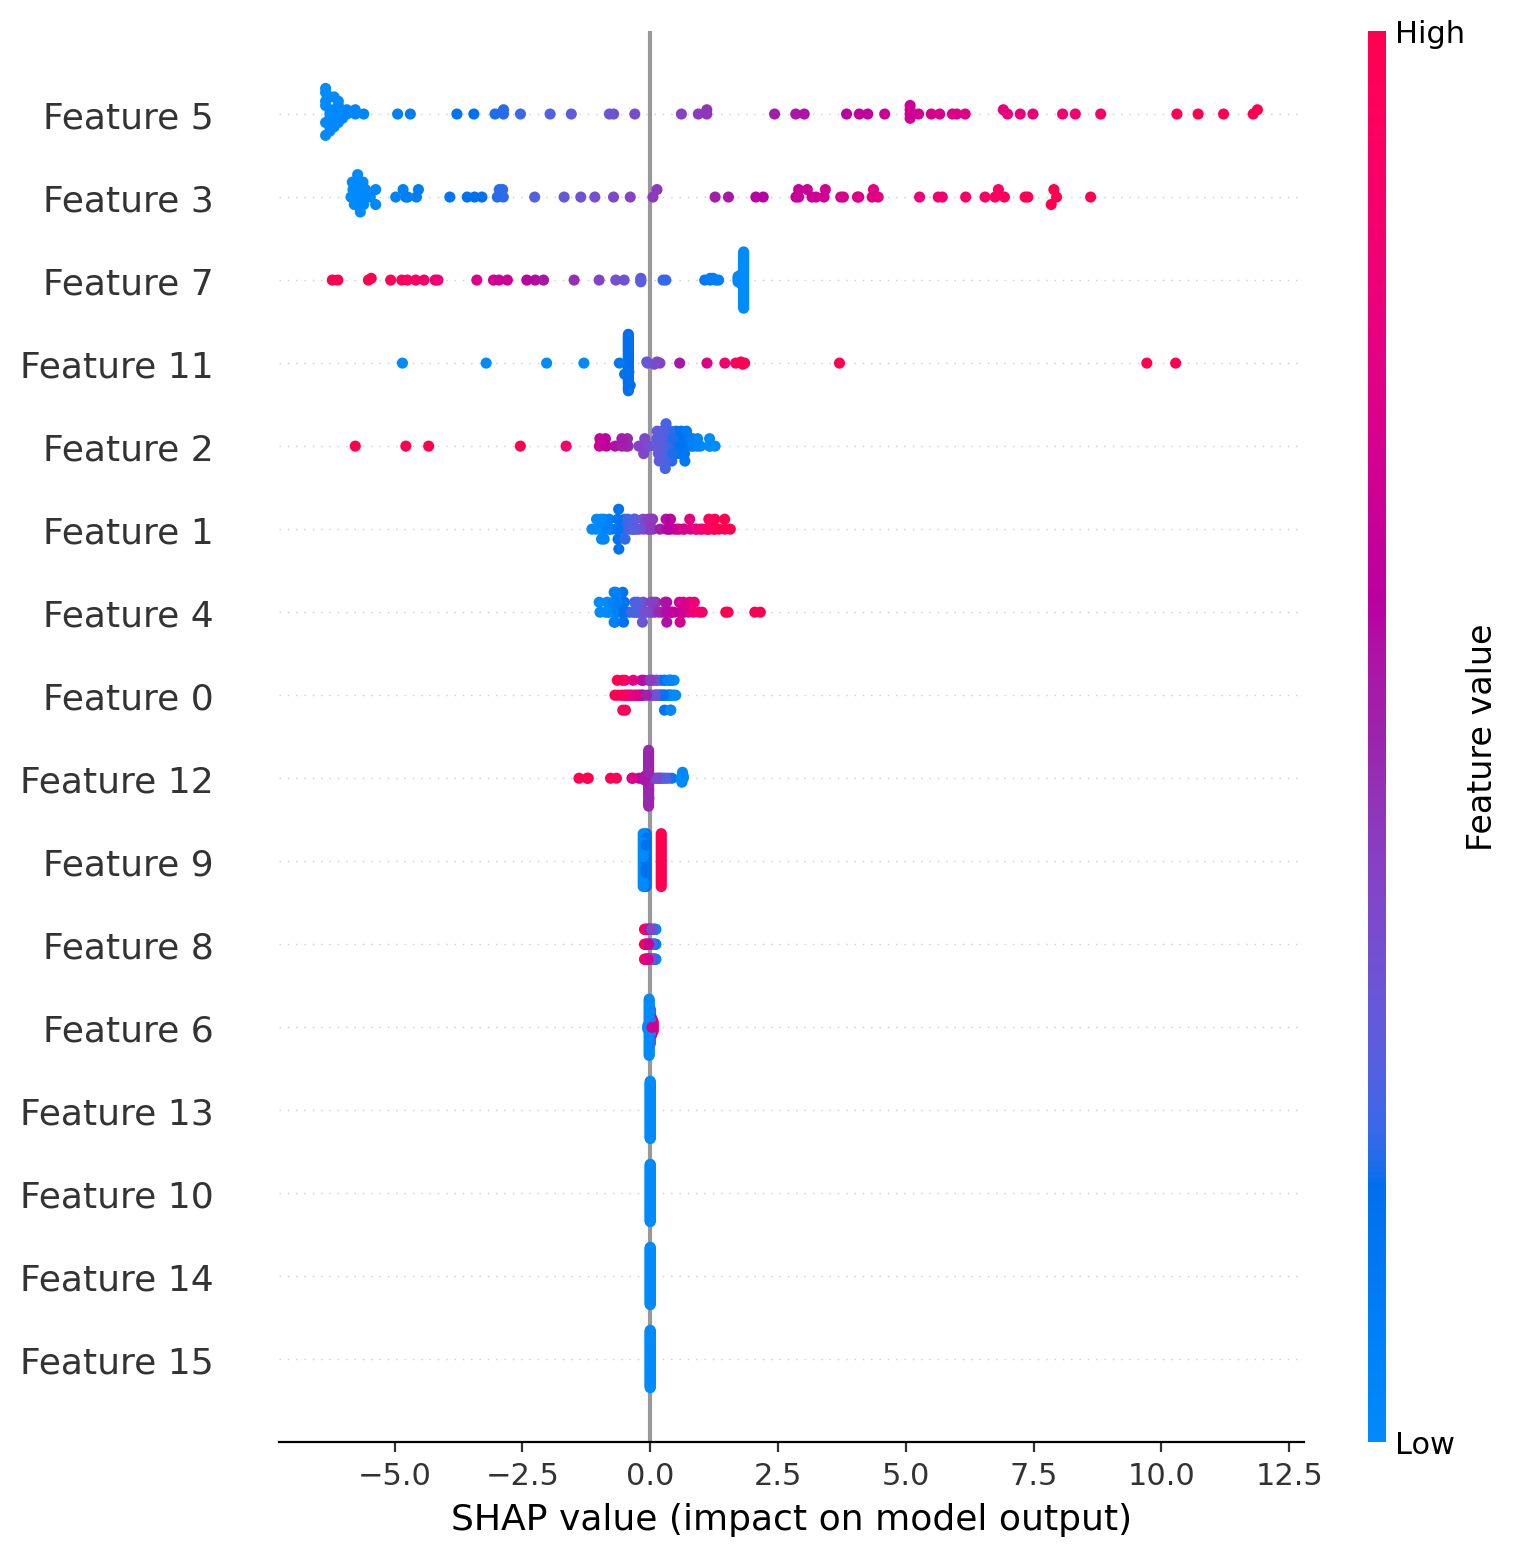 High
Feature 5
Feature 3
Feature 7
Feature 11
Feature 2
Feature 1
Feature 4
Feature 0
Feature 12
Feature 9
Feature 8
Feature 6
Feature 13
Feature 10
Feature 14
Feature 15
Feature value
Low
−5.0 −2.5 0.0 2.5 5.0 7.5 10.0 12.5
SHAP value (impact on model output)